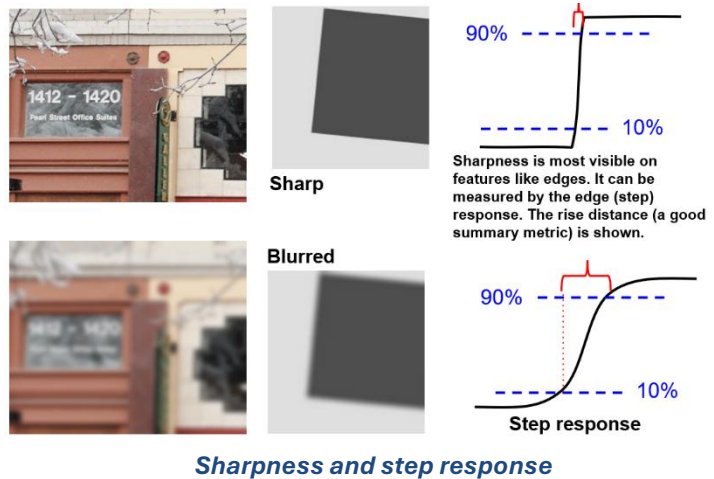 1412 - 1420
Pearl Street Office Suites
Sharp
90%
10%
Sharpness is most visible on
features like edges. It can be
measured by the edge (step)
response. The rise distance (a good
summary metric) is shown.
Blurred
1412 - 1420
90%
10%
Step response
Sharpness and step response